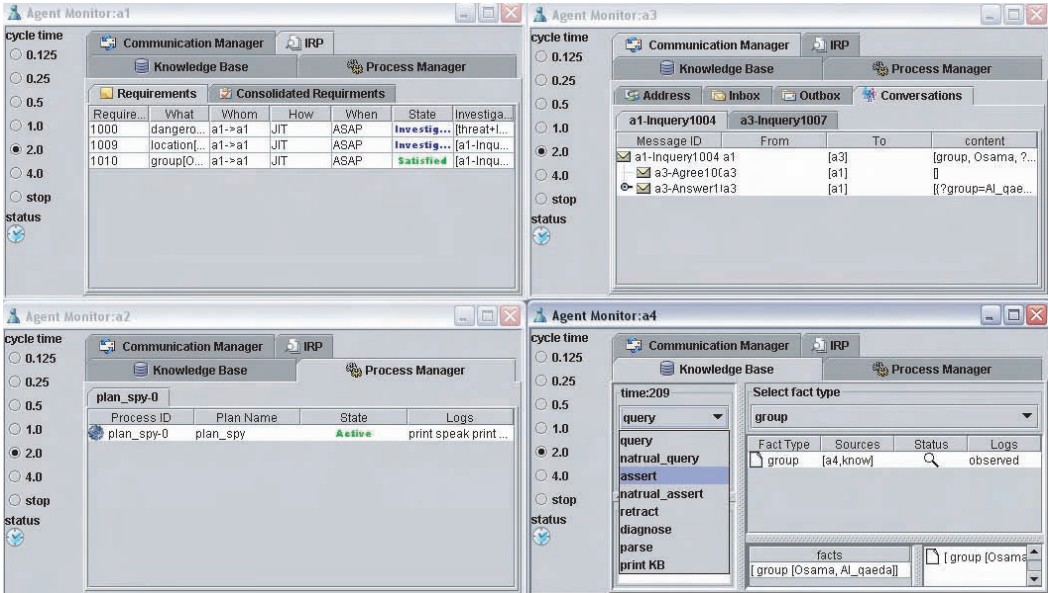 Agent Monitor:a1
cycle time
0.125
0.25
0.5
1.0
2.0
4.0
stop
status
Communication Manager IRP
Knowledge Base Process Manager
Requirements Consolidated Requirments
Require... What Whom How When State Investiga...
1000 dangero... a1->a1 JIT ASAP Investig... [threat+l...
1009 location[... a1->a1 JIT ASAP Investig... [a1-Inqu...
1010 group[O... a1->a1 JIT ASAP Satisfied [a1-Inqu...
Agent Monitor:a3
cycle time
0.125
0.25
0.5
1.0
2.0
4.0
stop
status
Communication Manager IRP
Knowledge Base Process Manager
Address Inbox Outbox Conversations
a1-Inquery1004 a3-Inquery1007
Message ID From To content
a1-Inquery1004 a1 [a3] [group, Osama, ?...
a3-Agree10( a3 [a1] []
a3-Answer1( a3 [a1] [{?group=Al_qae...
Agent Monitor:a2
cycle time
0.125
0.25
0.5
1.0
2.0
4.0
stop
status
Communication Manager IRP
Knowledge Base Process Manager
plan_spy-0
Process ID Plan Name State Logs
plan_spy-0 plan_spy Active print speak print ...
Agent Monitor:a4
cycle time
0.125
0.25
0.5
1.0
2.0
4.0
stop
status
Communication Manager IRP
Knowledge Base Process Manager
time:209
query
query
natrual_query
assert
natrual_assert
retract
diagnose
parse
print KB
Select fact type
group
Fact Type Sources Status Logs
group [a4,know] observed
facts
[ group [Osama, Al_qaeda]]
[ group [Osama